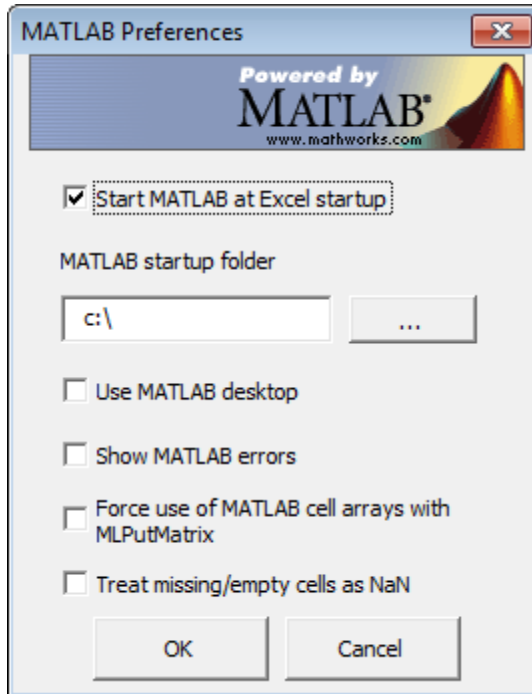 MATLAB Preferences
Powered by
MATLAB®
www.mathworks.com
Start MATLAB at Excel startup
MATLAB startup folder
c:\
...
Use MATLAB desktop
Show MATLAB errors
Force use of MATLAB cell arrays with
MLPutMatrix
Treat missing/empty cells as NaN
OK
Cancel